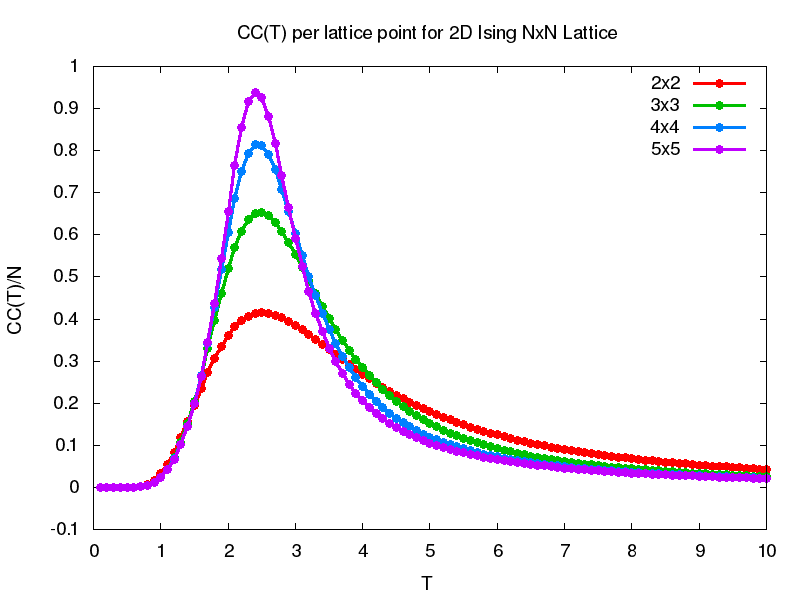 CC(T) per lattice point for 2D Ising NxN Lattice
1
0.9
0.8
0.7
0.6
0.5
0.4
0.3
0.2
0.1
0
-0.1
CC(T)/N
2x2
3x3
4x4
5x5
0 1 2 3 4 5 6 7 8 9 10
T